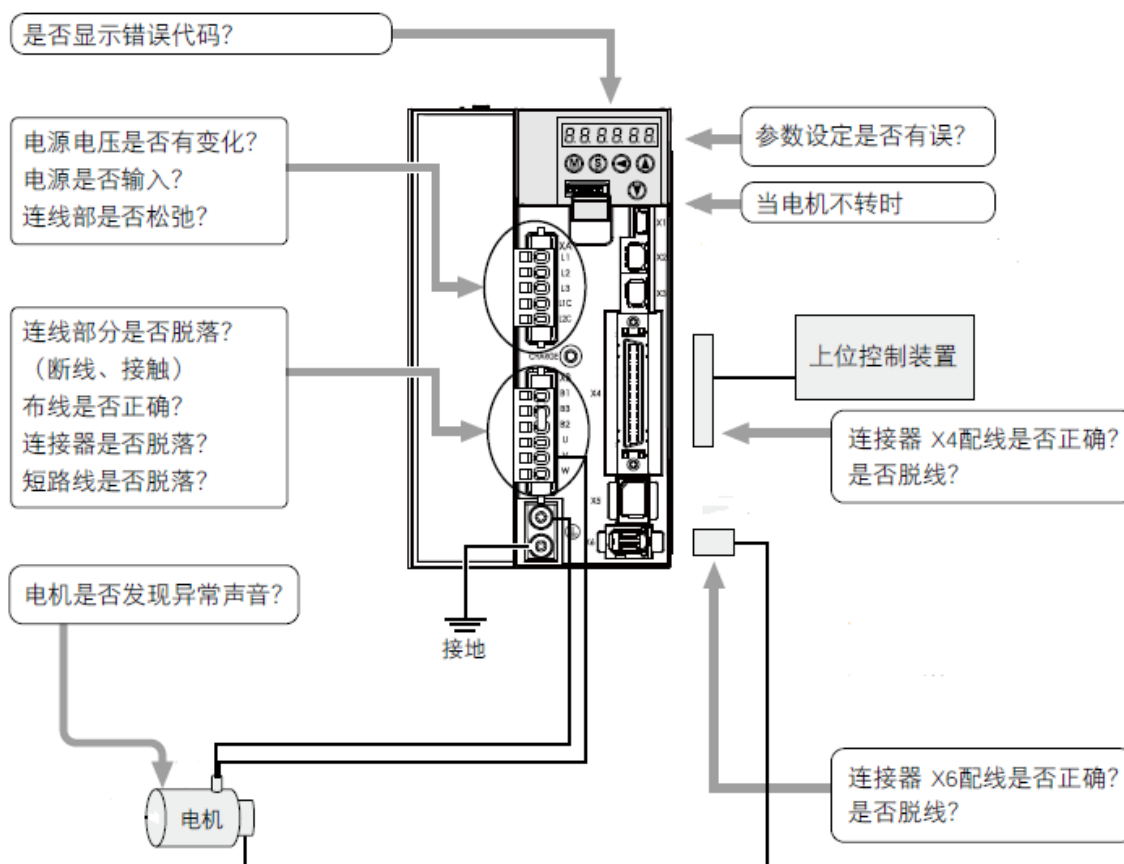 是否显示错误代码？
电源电压是否有变化？
电源是否输入？
连线部是否松弛？
参数设定是否有误？
当电机不转时
888888
M
S
X1
X2
X3
XA
L1
L2
L3
L1C
L2C
CHARGE
连线部分是否脱落？
（断线、接触）
布线是否正确？
连接器是否脱落？
短路线是否脱落？
XB
B1
B3
B2
U
V
W
X4
X5
上位控制装置
连接器 X4配线是否正确？
是否脱线？
电机是否发现异常声音？
接地
电机
连接器 X6配线是否正确？
是否脱线？